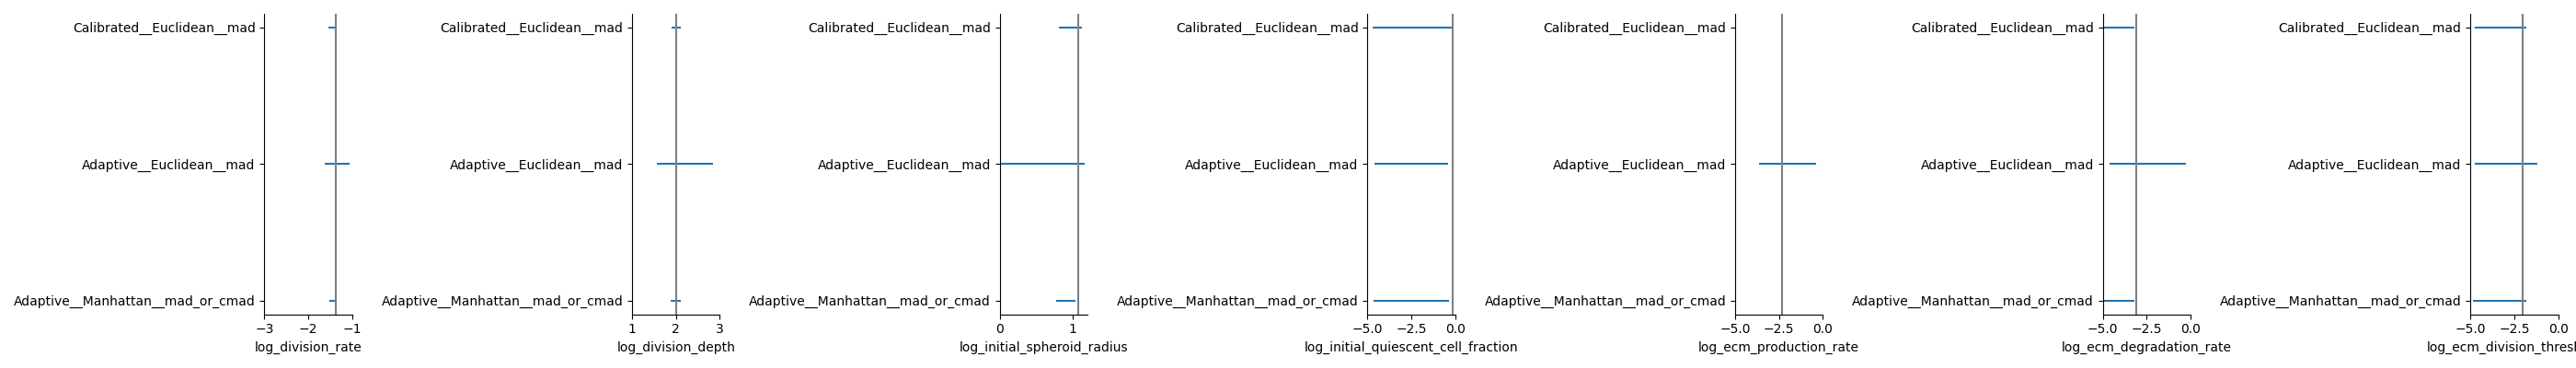 Calibrated__Euclidean__mad
Adaptive__Euclidean__mad
Adaptive__Manhattan__mad_or_cmad
−3 −2 −1
log_division_rate
Calibrated__Euclidean__mad
Adaptive__Euclidean__mad
Adaptive__Manhattan__mad_or_cmad
1 2 3
log_division_depth
Calibrated__Euclidean__mad
Adaptive__Euclidean__mad
Adaptive__Manhattan__mad_or_cmad
0 1
log_initial_spheroid_radius
Calibrated__Euclidean__mad
Adaptive__Euclidean__mad
Adaptive__Manhattan__mad_or_cmad
−5.0 −2.5 0.0
log_initial_quiescent_cell_fraction
Calibrated__Euclidean__mad
Adaptive__Euclidean__mad
Adaptive__Manhattan__mad_or_cmad
−5.0 −2.5 0.0
log_ecm_production_rate
Calibrated__Euclidean__mad
Adaptive__Euclidean__mad
Adaptive__Manhattan__mad_or_cmad
−5.0 −2.5 0.0
log_ecm_degradation_rate
Calibrated__Euclidean__mad
Adaptive__Euclidean__mad
Adaptive__Manhattan__mad_or_cmad
−5.0 −2.5 0.0
log_ecm_division_thresl